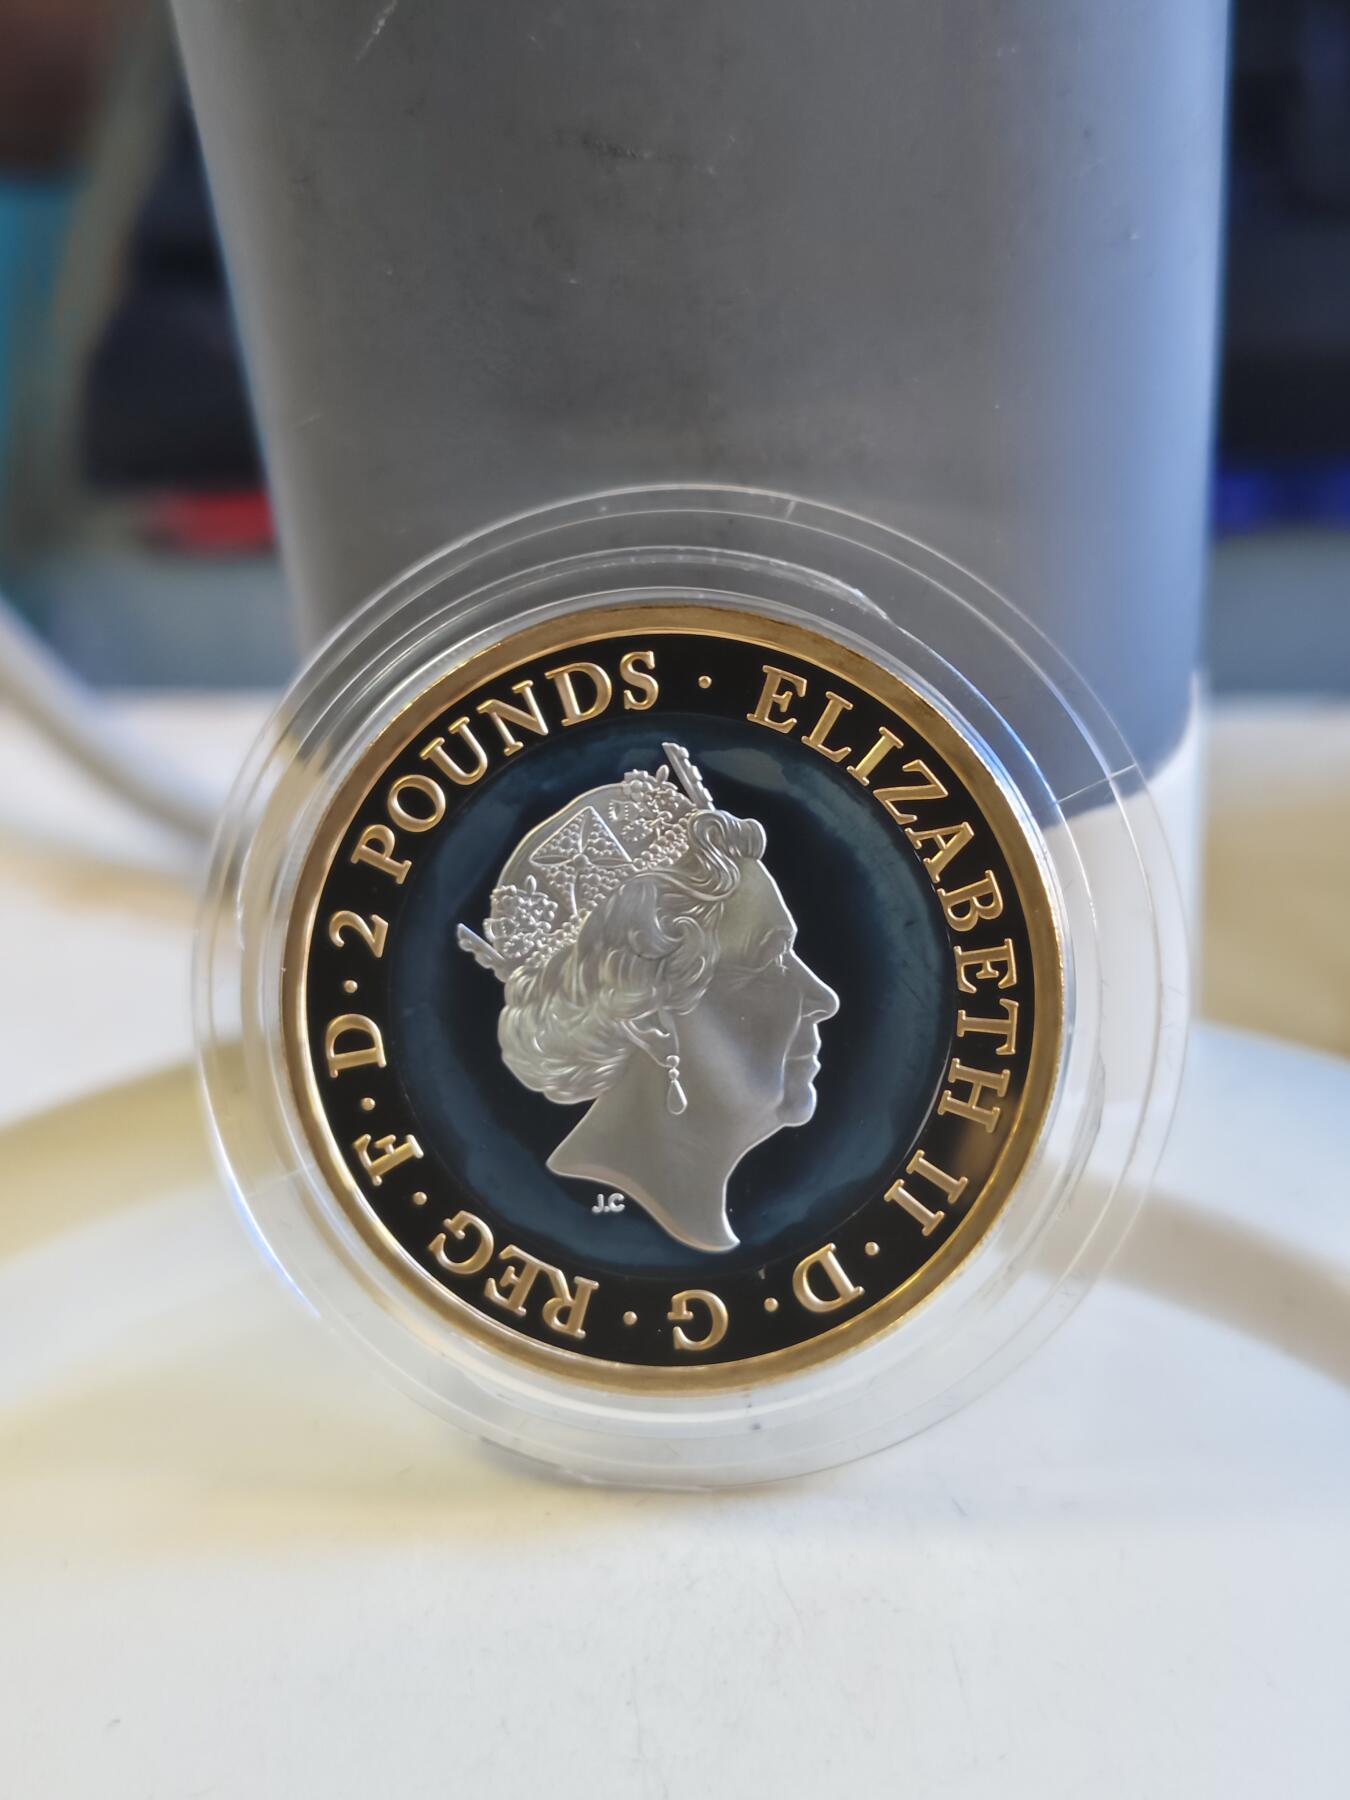 ELIZABETH II · D · G · REG · F · D · 2 POUNDS ·
J.C